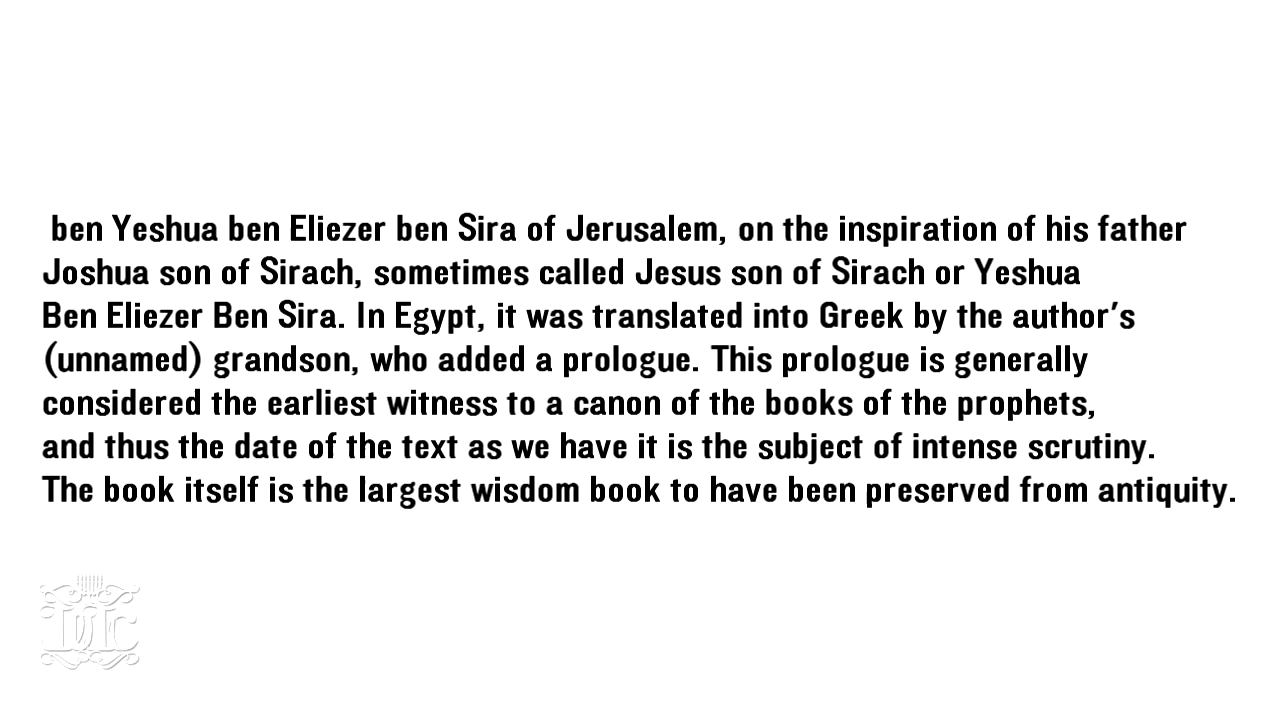 ben Yeshua ben Eliezer ben Sira of Jerusalem, on the inspiration of his father
Joshua son of Sirach, sometimes called Jesus son of Sirach or Yeshua
Ben Eliezer Ben Sira. In Egypt, it was translated into Greek by the author's
(unnamed) grandson, who added a prologue. This prologue is generally
considered the earliest witness to a canon of the books of the prophets,
and thus the date of the text as we have it is the subject of intense scrutiny.
The book itself is the largest wisdom book to have been preserved from antiquity.